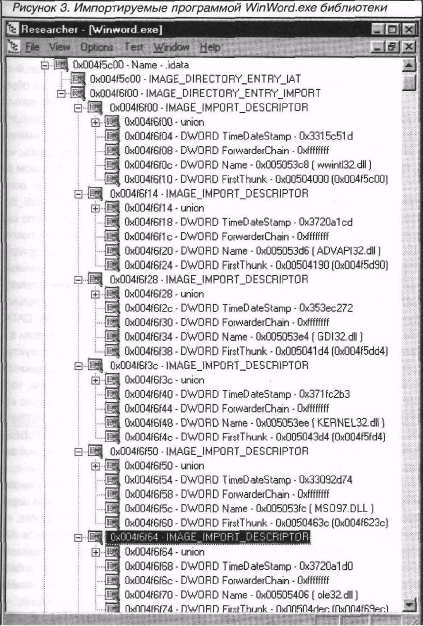 Рисунок 3. Импортируемые программой WinWord.exe библиотеки
Researcher - [Winword.exe]
File View Options Test Window Help
0x004f5c00 - Name - .idata
0x004f5c00 - IMAGE_DIRECTORY_ENTRY_IAT
0x004f6f00 - IMAGE_DIRECTORY_ENTRY_IMPORT
0x004f6f00 - IMAGE_IMPORT_DESCRIPTOR
0x004f6f00 - union
0x004f6f04 - DWORD TimeDateStamp - 0x3315c51d
0x004f6f08 - DWORD ForwarderChain - 0xffffffff
0x004f6f0c - DWORD Name - 0x005053c8 ( wwintl32.dll )
0x004f6f10 - DWORD FirstThunk - 0x00504000 (0x004f5c00)
0x004f6f14 - IMAGE_IMPORT_DESCRIPTOR
0x004f6f14 - union
0x004f6f18 - DWORD TimeDateStamp - 0x3720a1cd
0x004f6f1c - DWORD ForwarderChain - 0xffffffff
0x004f6f20 - DWORD Name - 0x005053d6 ( ADVAPI32.dll )
0x004f6f24 - DWORD FirstThunk - 0x00504190 (0x004f5d90)
0x004f6f28 - IMAGE_IMPORT_DESCRIPTOR
0x004f6f28 - union
0x004f6f2c - DWORD TimeDateStamp - 0x353ec272
0x004f6f30 - DWORD ForwarderChain - 0xffffffff
0x004f6f34 - DWORD Name - 0x005053e4 ( GDI32.dll )
0x004f6f38 - DWORD FirstThunk - 0x005041d4 (0x004f5dd4)
0x004f6f3c - IMAGE_IMPORT_DESCRIPTOR
0x004f6f3c - union
0x004f6f40 - DWORD TimeDateStamp - 0x371fc2b3
0x004f6f44 - DWORD ForwarderChain - 0xffffffff
0x004f6f48 - DWORD Name - 0x005053ee ( KERNEL32.dll )
0x004f6f4c - DWORD FirstThunk - 0x005043d4 (0x004f5fd4)
0x004f6f50 - IMAGE_IMPORT_DESCRIPTOR
0x004f6f50 - union
0x004f6f54 - DWORD TimeDateStamp - 0x33092d74
0x004f6f58 - DWORD ForwarderChain - 0xffffffff
0x004f6f5c - DWORD Name - 0x005053fc ( MSO97.DLL )
0x004f6f60 - DWORD FirstThunk - 0x0050463c (0x004f623c)
0x004f6f64 - IMAGE_IMPORT_DESCRIPTOR
0x004f6f64 - union
0x004f6f68 - DWORD TimeDateStamp - 0x3720a1d0
0x004f6f6c - DWORD ForwarderChain - 0xffffffff
0x004f6f70 - DWORD Name - 0x00505406 ( ole32.dll )
0x004f6f74 - DWORD FirstThunk - 0x00504dec (0x004f69ec)